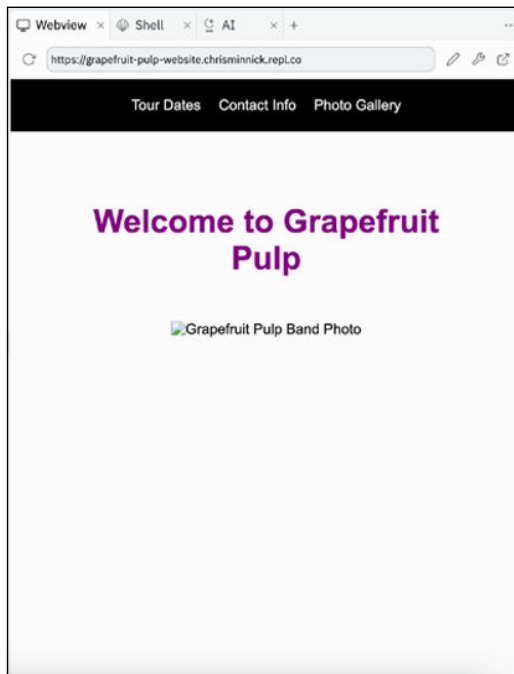 Webview × Shell × AI × +
https://grapefruit-pulp-website.chrisminnick.repl.co
Tour Dates Contact Info Photo Gallery
Welcome to Grapefruit
Pulp
Grapefruit Pulp Band Photo